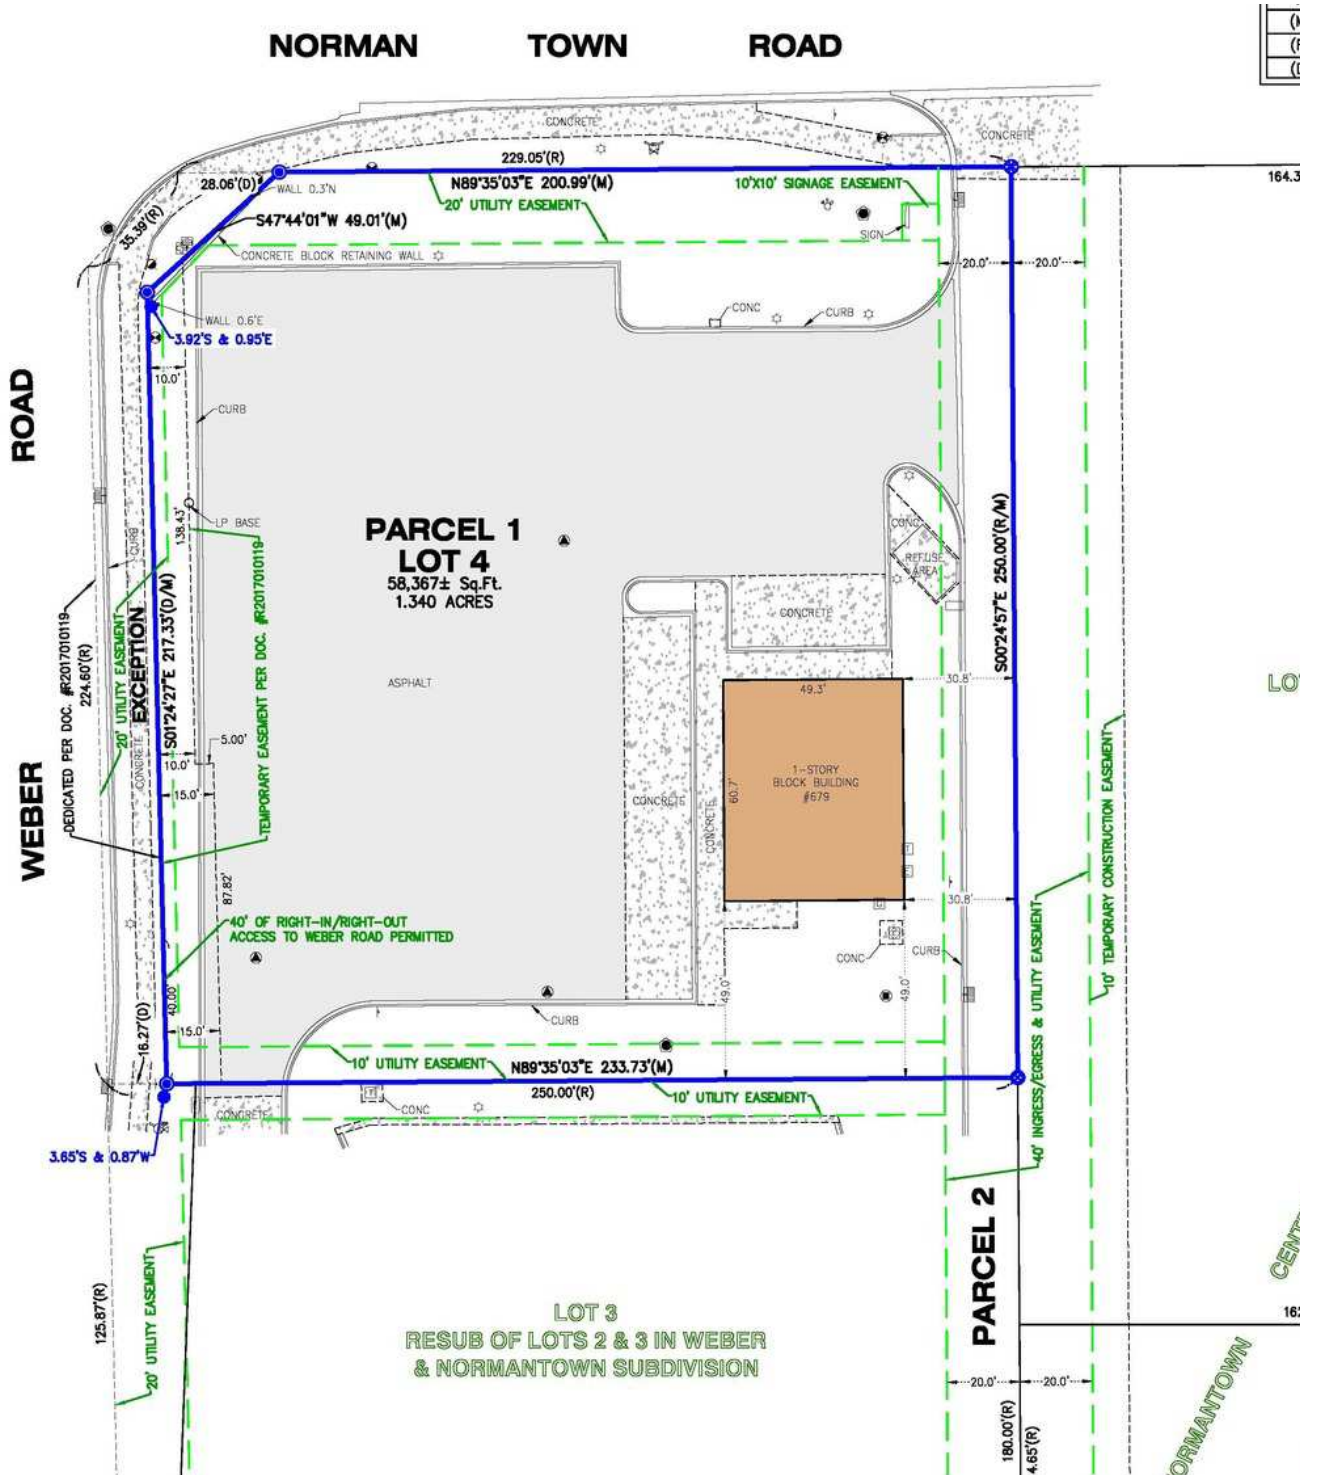 NORMAN TOWN ROAD
CONCRETE
CONCRETE
229.05'(R)
164.3
28.06'(D)
WALL 0.3'N
N89°35'03"E 200.99'(M)
10'X10' SIGNAGE EASEMENT
20' UTILITY EASEMENT
35.39'(R)
S47°44'01"W 49.01'(M)
SIGN
CONCRETE BLOCK RETAINING WALL
20.0'
20.0'
WALL 0.6'E
CONC
CURB
3.92'S & 0.95'E
10.0'
CURB
WEBER ROAD
138.43'
LP BASE
PARCEL 1
LOT 4
58,367± Sq.Ft.
1.340 ACRES
CONC
REFUSE
AREA
CURB
S00°24'57"E 250.00'(R/M)
DEDICATED PER DOC. #R2017010119
224.60'(R)
20' UTILITY EASEMENT
EXCEPTION
S01°24'27"E 217.33'(D/M)
TEMPORARY EASEMENT PER DOC. #R2017010119
CONCRETE
CONCRETE
ASPHALT
49.3'
30.8'
LO
5.00'
10.0'
15.0'
1-STORY
BLOCK BUILDING
#679
60.7'
CONCRETE
CONCRETE
T
E
G
87.82'
30.8'
40' OF RIGHT-IN/RIGHT-OUT
ACCESS TO WEBER ROAD PERMITTED
CONC
CURB
40' INGRESS/EGRESS & UTILITY EASEMENT
10' TEMPORARY CONSTRUCTION EASEMENT
49.0'
49.0'
40.00'
15.0'
16.27'(D)
CURB
10' UTILITY EASEMENT
N89°35'03"E 233.73'(M)
250.00'(R)
10' UTILITY EASEMENT
T
CONC
CONCRETE
3.65'S & 0.87'W
PARCEL 2
125.87'(R)
20' UTILITY EASEMENT
LOT 3
RESUB OF LOTS 2 & 3 IN WEBER
& NORMANTOWN SUBDIVISION
20.0'
20.0'
180.00'(R)
4.65'(R)
CENT
162
ORMANTOWN